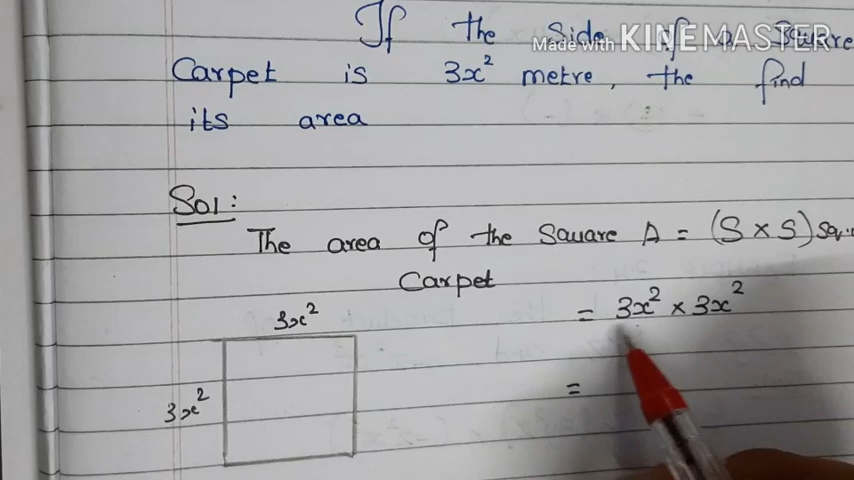 If the side of a square
Made with KINEMASTER
Carpet is 3x² metre, the find
its area
Sol:
The area of the Square A = (S × S) Squ
Carpet
= 3x² × 3x²
3x²
=
3x²